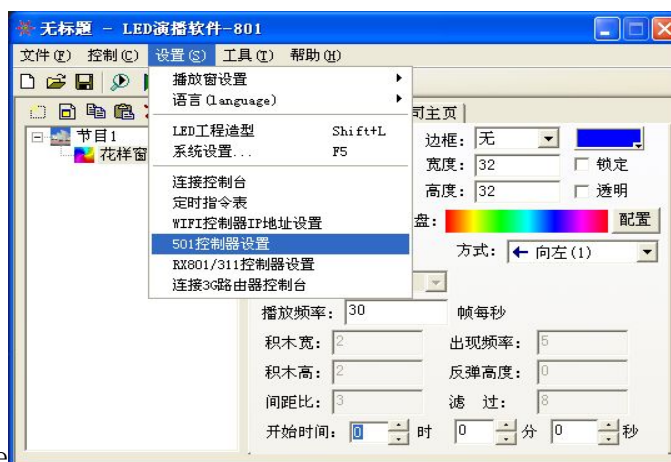 无标题 - LED演播软件-801
文件(F) 控制(C) 设置(S) 工具(T) 帮助(H)
播放窗设置
语言(language)
LED工程造型 Shift+L
系统设置... F5
连接控制台
定时指令表
WIFI控制器IP地址设置
501控制器设置
RX801/311控制器设置
连接3G路由器控制台
节目1
花样窗
司主页
边框: 无
宽度: 32 锁定
高度: 32 透明
盘: 配置
方式: 向左(1)
播放频率: 30 帧每秒
积木宽: 2 出现频率: 5
积木高: 2 反弹高度: 0
间距比: 3 滤 过: 8
开始时间: 0 时 0 分 0 秒
e